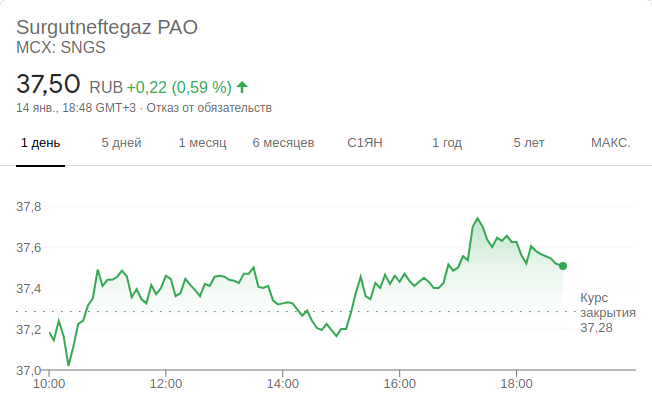 Surgutneftegaz PAO
MCX: SNGS
37,50 RUB +0,22 (0,59 %)
14 янв., 18:48 GMT+3 · Отказ от обязательств
1 день 5 дней 1 месяц 6 месяцев С1ЯН 1 год 5 лет МАКС.
37,8
37,6
37,4
37,2
37,0
Курс
закрытия
37,28
10:00 12:00 14:00 16:00 18:00